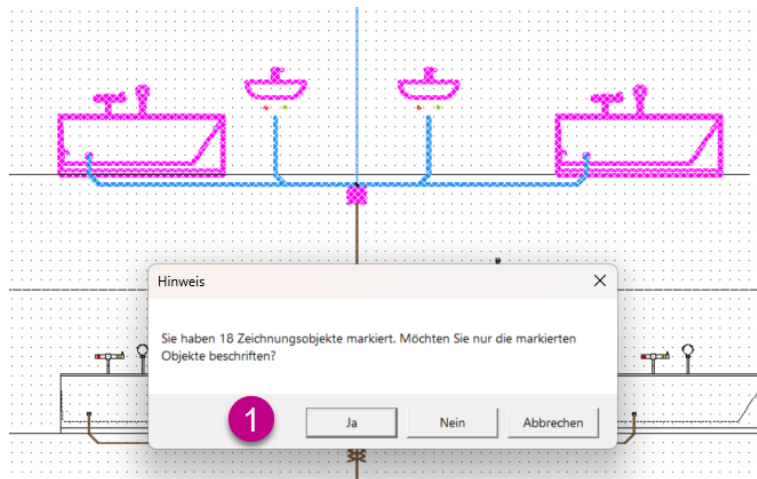 Hinweis
Sie haben 18 Zeichnungsobjekte markiert. Möchten Sie nur die markierten
Objekte beschriften?
1
Ja
Nein
Abbrechen